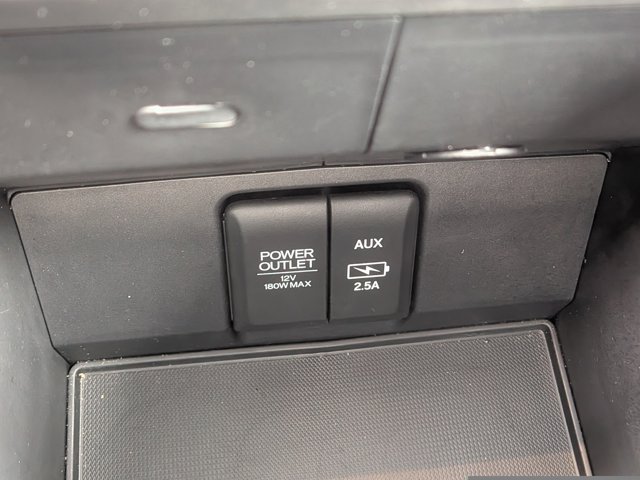 POWER
OUTLET
12V
180W MAX
AUX
2.5A